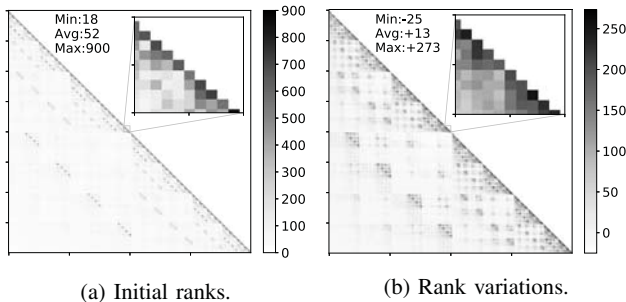 Min:18
Avg:52
Max:900
900
800
700
600
500
400
300
200
100
0
(a) Initial ranks.
Min:-25
Avg:+13
Max:+273
250
200
150
100
50
0
(b) Rank variations.